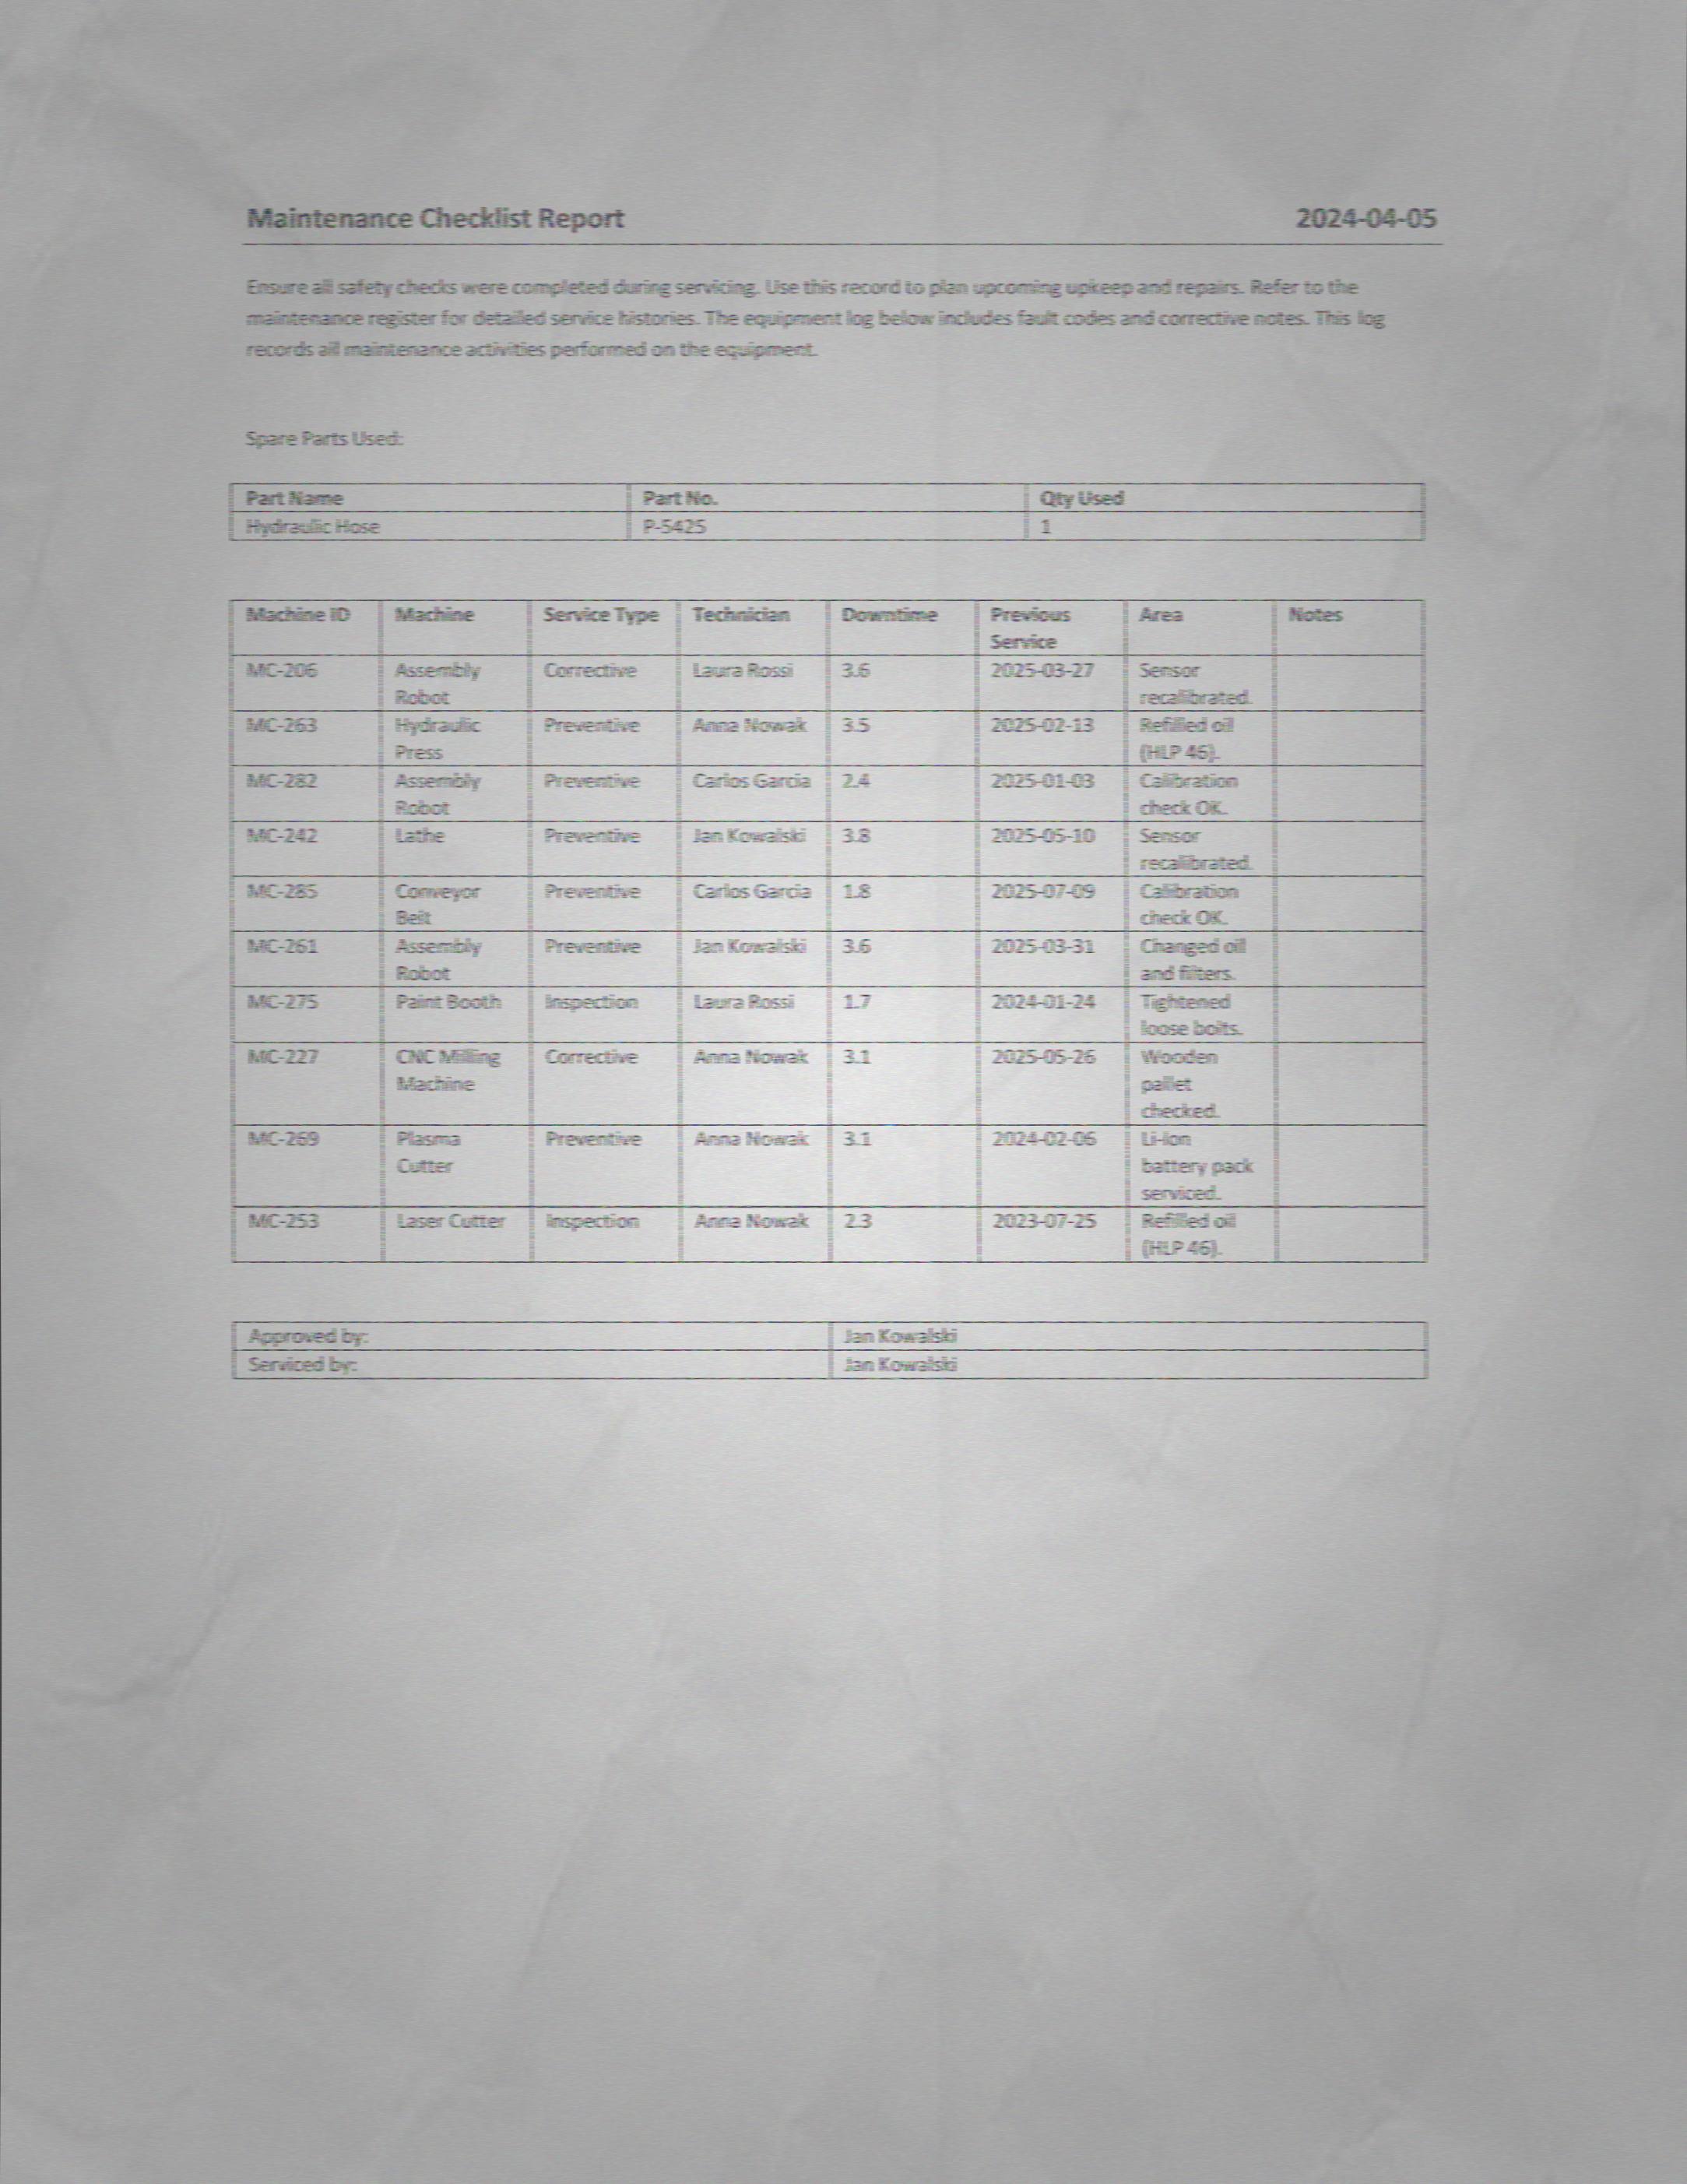 Maintenance Checklist Report 2024-04-05
Ensure all safety checks were completed during servicing. Use this record to plan upcoming upkeep and repairs. Refer to the
maintenance register for detailed service histories. The equipment log below includes fault codes and corrective notes. This log
records all maintenance activities performed on the equipment.
Spare Parts Used:
Part Name Part No. Qty Used
Hydraulic Hose P-5425 1
Machine ID Machine Service Type Technician Downtime Previous Area Notes
Service
MC-206 Assembly Corrective Laura Rossi 3.6 2025-03-27 Sensor
Robot recalibrated.
MC-263 Hydraulic Preventive Anna Nowak 3.5 2025-02-13 Refilled oil
Press (HLP 46).
MC-282 Assembly Preventive Carlos Garcia 2.4 2025-01-03 Calibration
Robot check OK.
MC-242 Lathe Preventive Jan Kowalski 3.8 2025-05-10 Sensor
recalibrated.
MC-285 Conveyor Preventive Carlos Garcia 1.8 2025-07-09 Calibration
Belt check OK.
MC-261 Assembly Preventive Jan Kowalski 3.6 2025-03-31 Changed oil
Robot and filters.
MC-275 Paint Booth Inspection Laura Rossi 1.7 2024-01-24 Tightened
loose bolts.
MC-227 CNC Milling Corrective Anna Nowak 3.1 2025-05-26 Wooden
Machine pallet
checked.
MC-269 Plasma Preventive Anna Nowak 3.1 2024-02-06 Li-Ion
Cutter battery pack
serviced.
MC-253 Laser Cutter Inspection Anna Nowak 2.3 2023-07-25 Refilled oil
(HLP 46).
Approved by: Jan Kowalski
Serviced by: Jan Kowalski